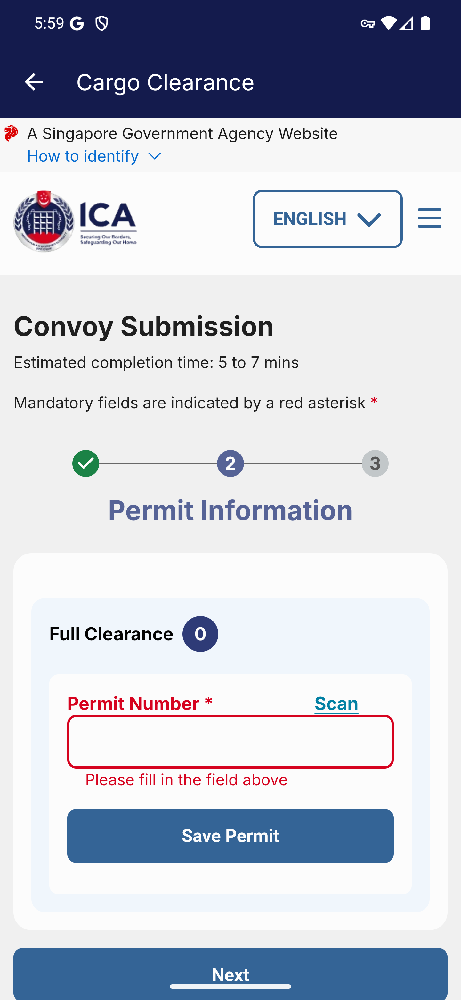 5:59
Cargo Clearance
A Singapore Government Agency Website
How to identify
ICA
Securing Our Borders,
Safeguarding Our Home
ENGLISH
Convoy Submission
Estimated completion time: 5 to 7 mins
Mandatory fields are indicated by a red asterisk *
2
3
Permit Information
Full Clearance 0
Permit Number * Scan
Please fill in the field above
Save Permit
Next